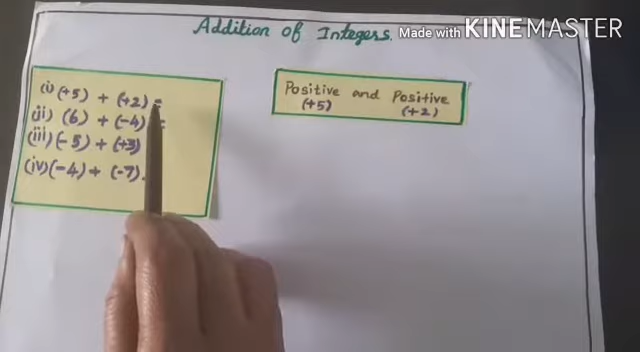 Addition of Integers.
Made with KINEMASTER
(i) (+5) + (+2) =
(ii) (6) + (-4) =
(iii) (-5) + (+3)
(iv) (-4) + (-7).
Positive and Positive
(+5) (+2)